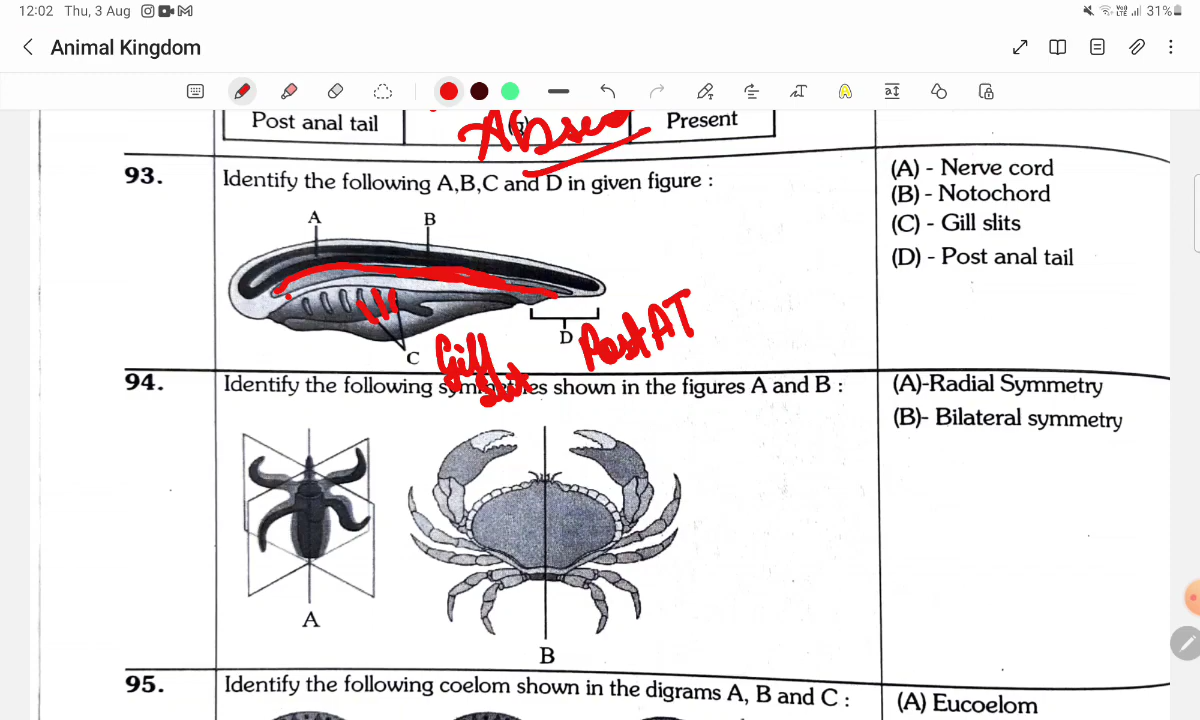 12:02 Thu, 3 Aug
31%
Animal Kingdom
Post anal tail
Absent
Present
93.
Identify the following A,B,C and D in given figure :
(A) - Nerve cord
(B) - Notochord
(C) - Gill slits
(D) - Post anal tail
A
B
C
D
Gill
slit
Post AT
94.
Identify the following symmetries shown in the figures A and B :
(A)-Radial Symmetry
(B)- Bilateral symmetry
A
B
95.
Identify the following coelom shown in the digrams A, B and C :
(A) Eucoelom